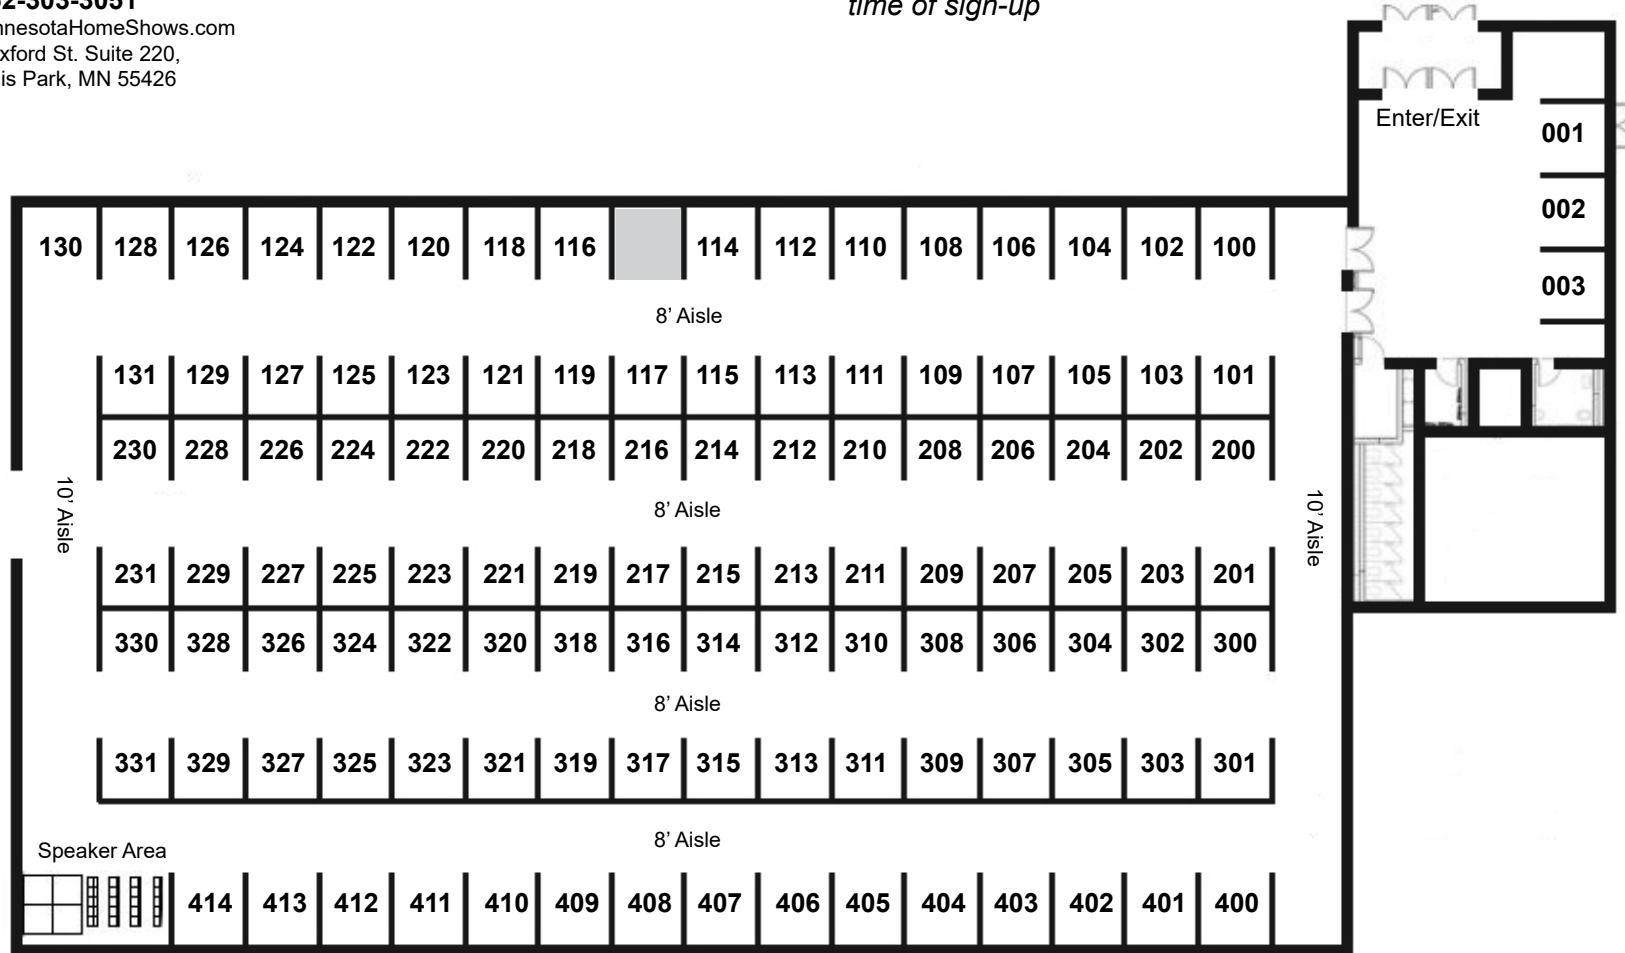 2-303-3051
nnesotaHomeShows.com
xford St. Suite 220,
is Park, MN 55426
time of sign-up
Enter/Exit
001
002
003
130 128 126 124 122 120 118 116 114 112 110 108 106 104 102 100
8’ Aisle
131 129 127 125 123 121 119 117 115 113 111 109 107 105 103 101
230 228 226 224 222 220 218 216 214 212 210 208 206 204 202 200
10’ Aisle
8’ Aisle
10’ Aisle
231 229 227 225 223 221 219 217 215 213 211 209 207 205 203 201
330 328 326 324 322 320 318 316 314 312 310 308 306 304 302 300
8’ Aisle
331 329 327 325 323 321 319 317 315 313 311 309 307 305 303 301
8’ Aisle
Speaker Area
414 413 412 411 410 409 408 407 406 405 404 403 402 401 400